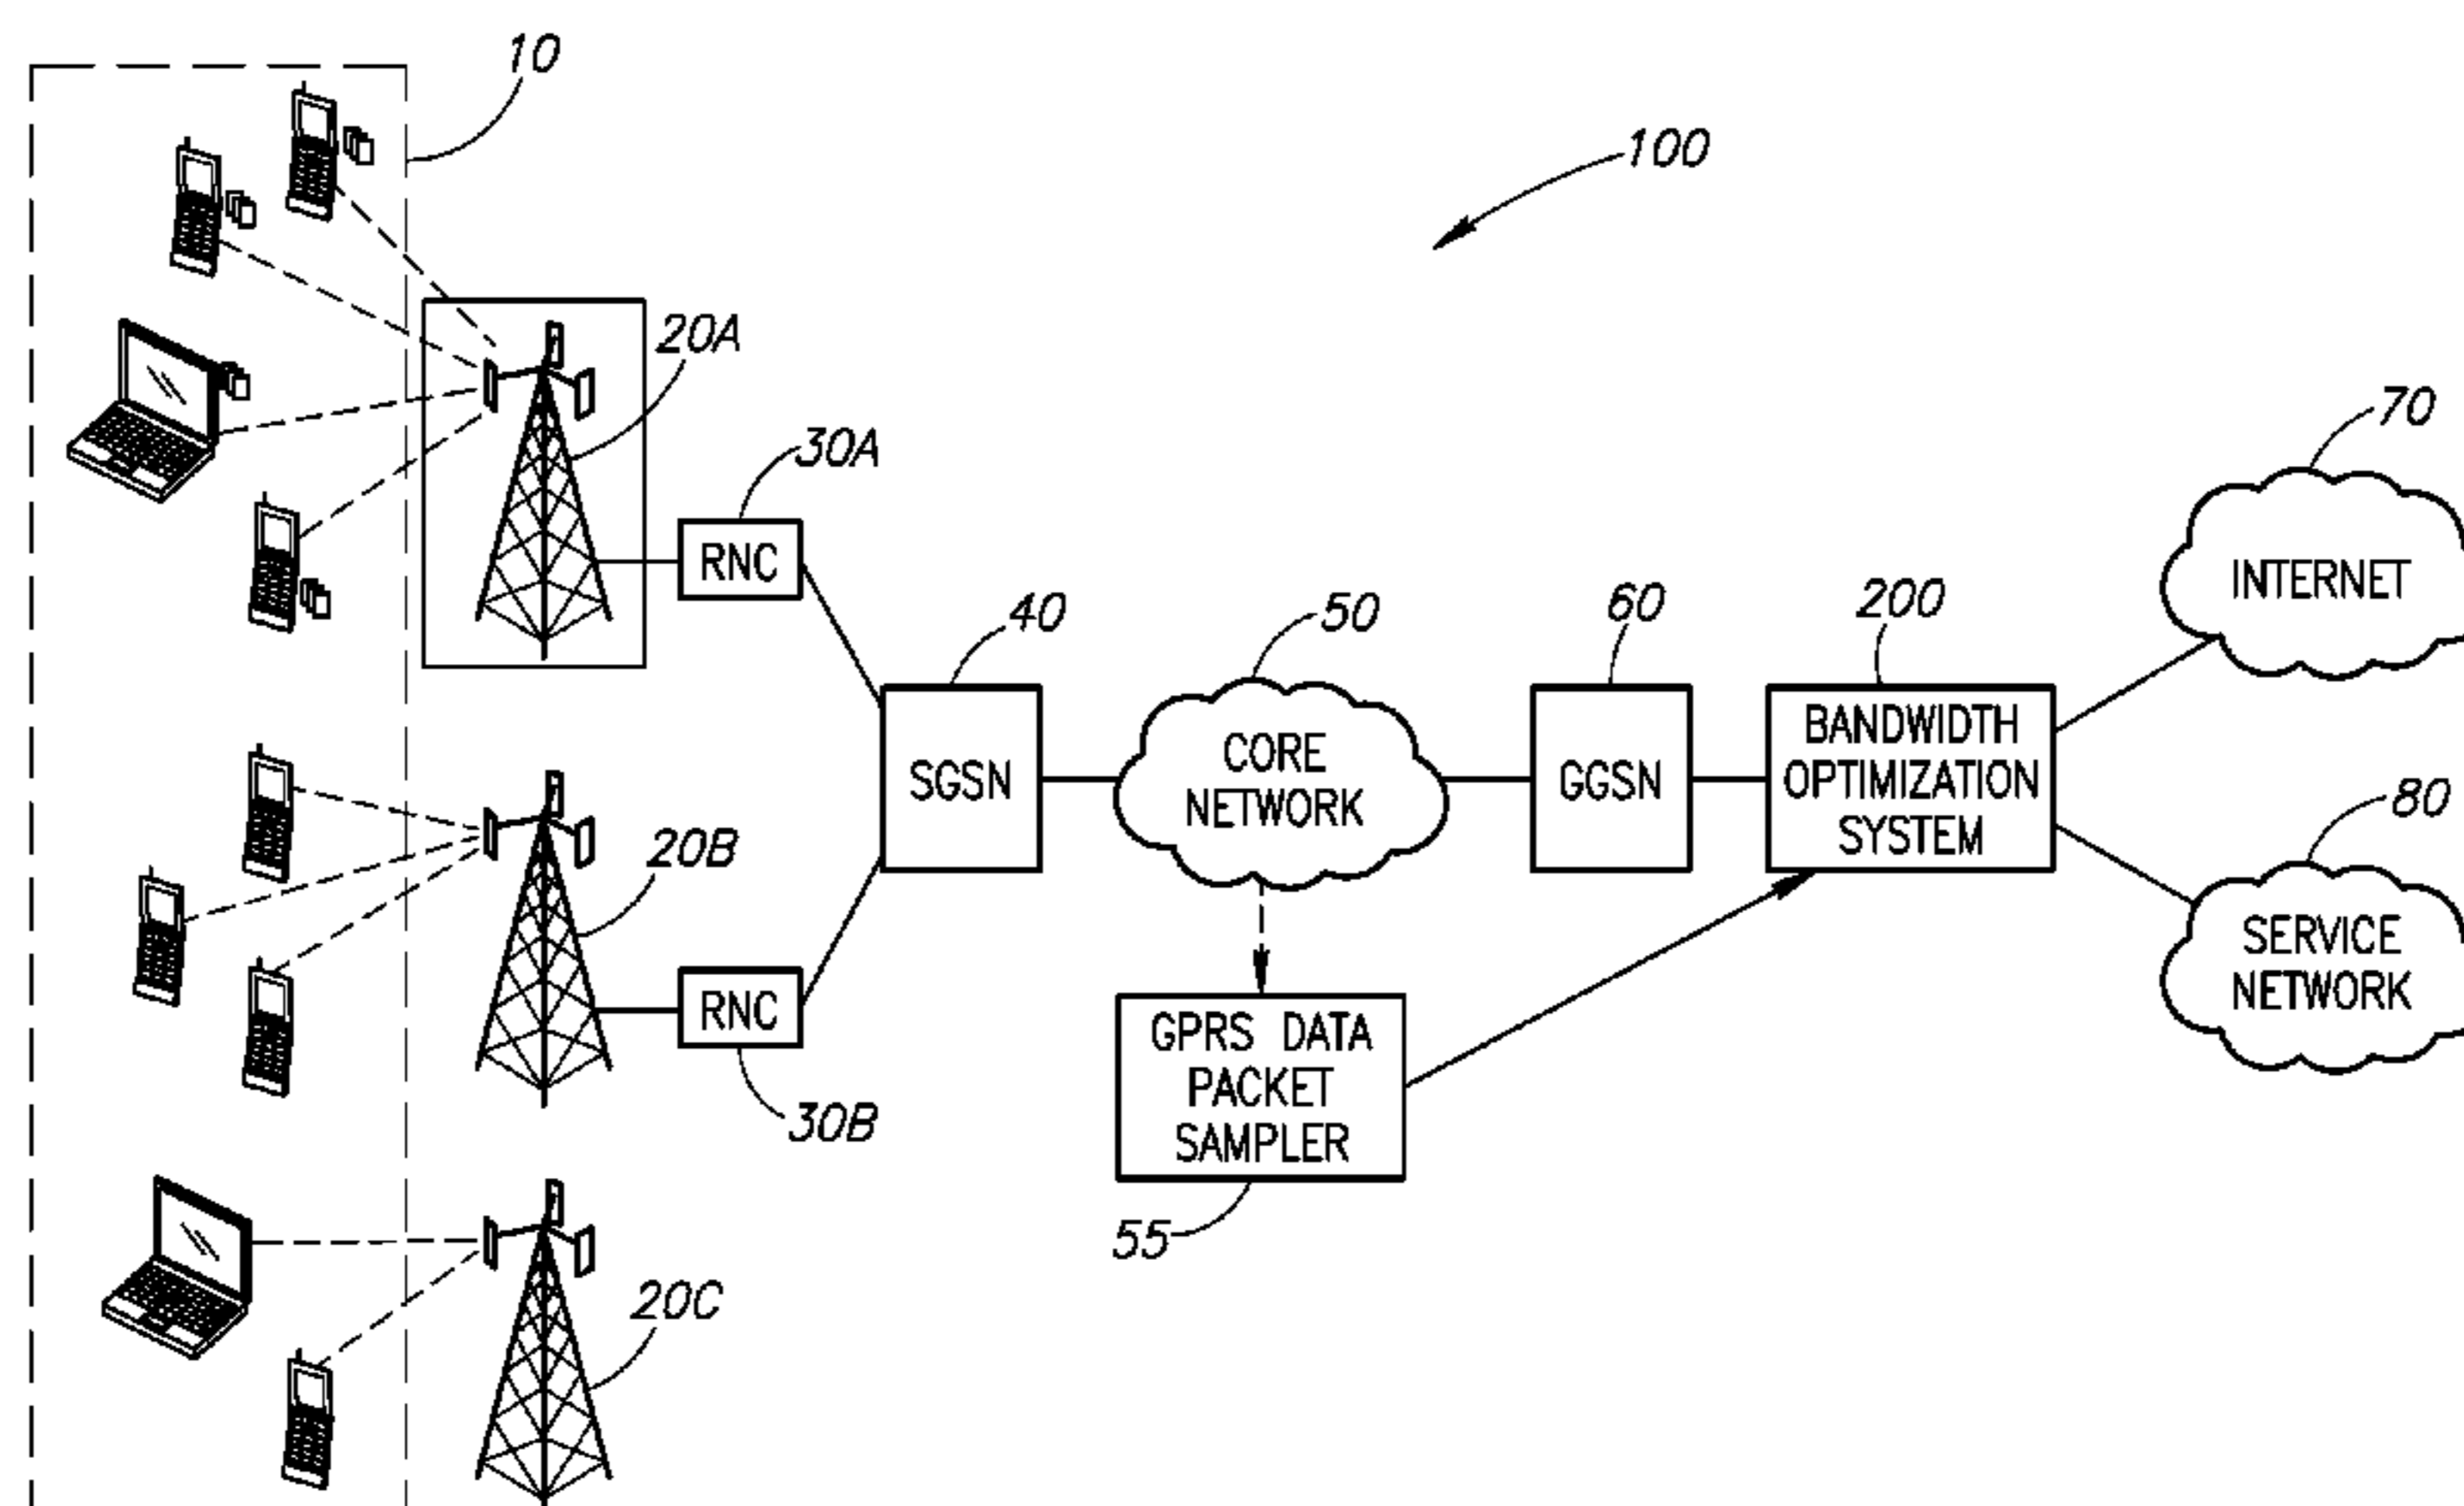 10
100
20A
70
30A
INTERNET
RNC
40
50
60
200
SGSN
CORE
NETWORK
GGSN
BANDWIDTH
OPTIMIZATION
SYSTEM
80
20B
SERVICE
NETWORK
RNC
GPRS DATA
PACKET
SAMPLER
30B
55
20C